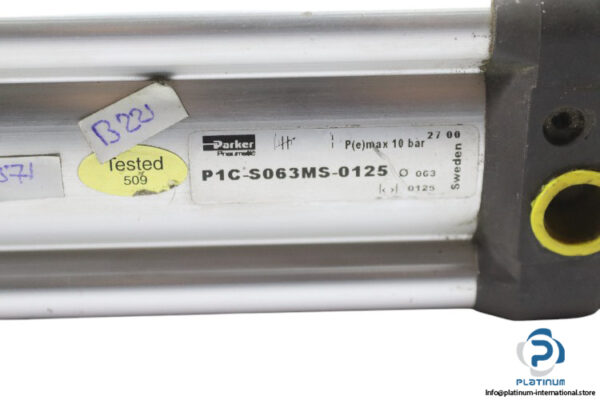 B221
571
Tested
509
Parker
Pneumatic
P(e)max 10 bar
27 00
P1C-S063MS-0125
Ø 063
0125
Sweden
PLATINUM
Info@platinum-international.store